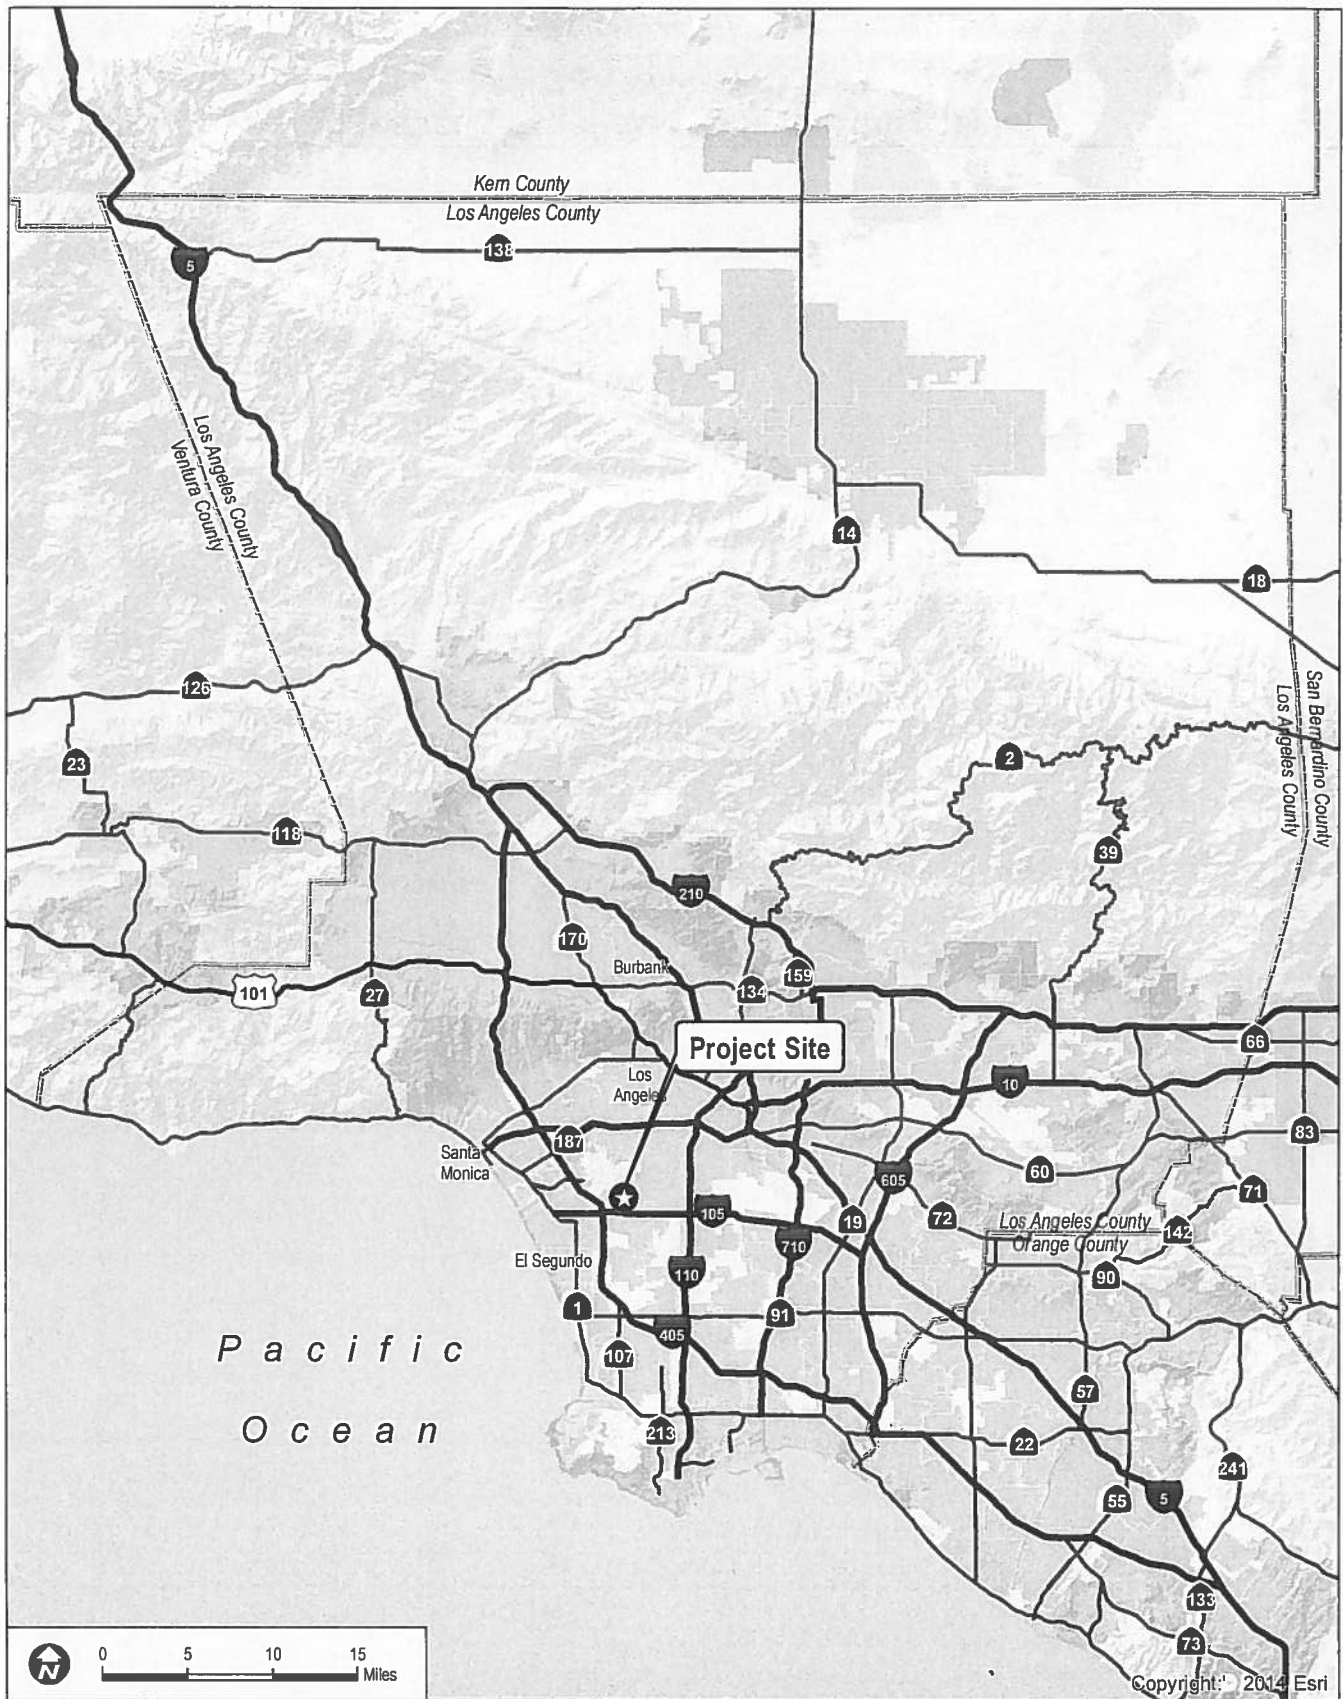 Kern County
Los Angeles County
138
5
Los Angeles County
Ventura County
14
18
126
San Bernardino County
Los Angeles County
23
2
118
39
210
170
Burbank
159
134
101
27
Project Site
66
Los
Angeles
10
187
83
Santa
Monica
60
605
71
105
19
72
Los Angeles County
142
Orange County
710
El Segundo
110
90
1
91
405
107
57
213
22
241
55
5
Pacific
Ocean
133
73
N
0 5 10 15
Miles
Copyright:' 2014 Esri